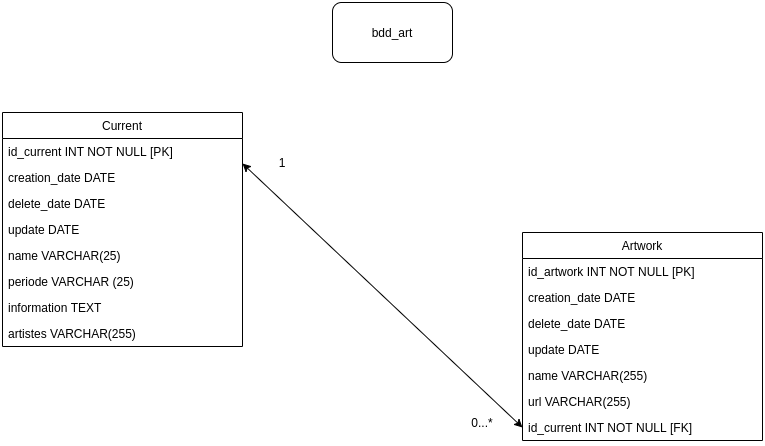 bdd_art
Current
id_current INT NOT NULL [PK]
creation_date DATE
delete_date DATE
update DATE
name VARCHAR(25)
periode VARCHAR (25)
information TEXT
artistes VARCHAR(255)
1
0...*
Artwork
id_artwork INT NOT NULL [PK]
creation_date DATE
delete_date DATE
update DATE
name VARCHAR(255)
url VARCHAR(255)
id_current INT NOT NULL [FK]